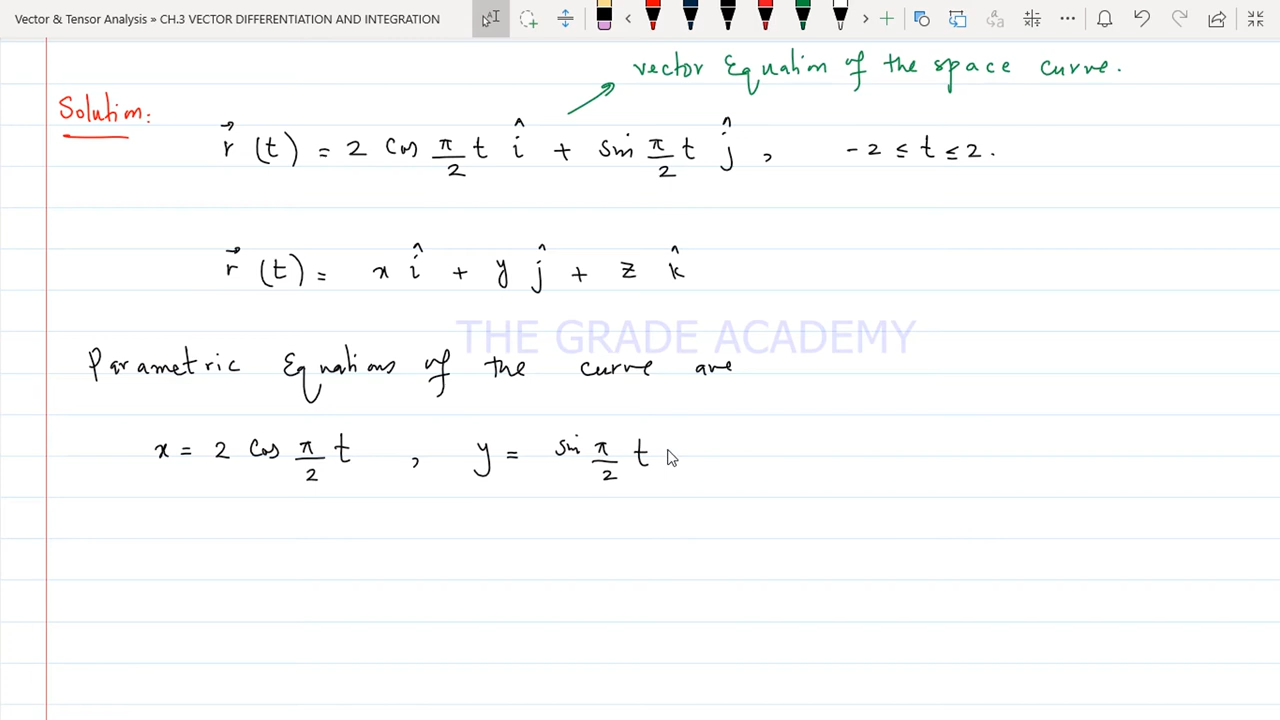 Vector & Tensor Analysis » CH.3 VECTOR DIFFERENTIATION AND INTEGRATION
vector Equation of the space curve.
Solution:
r⃗ (t) = 2 Cos π/2 t î + sin π/2 t ĵ , -2 ≤ t ≤ 2.
r⃗ (t) = x î + y ĵ + z k̂
THE GRADE ACADEMY
Parametric Equations of the curve are
x = 2 Cos π/2 t , y = sin π/2 t